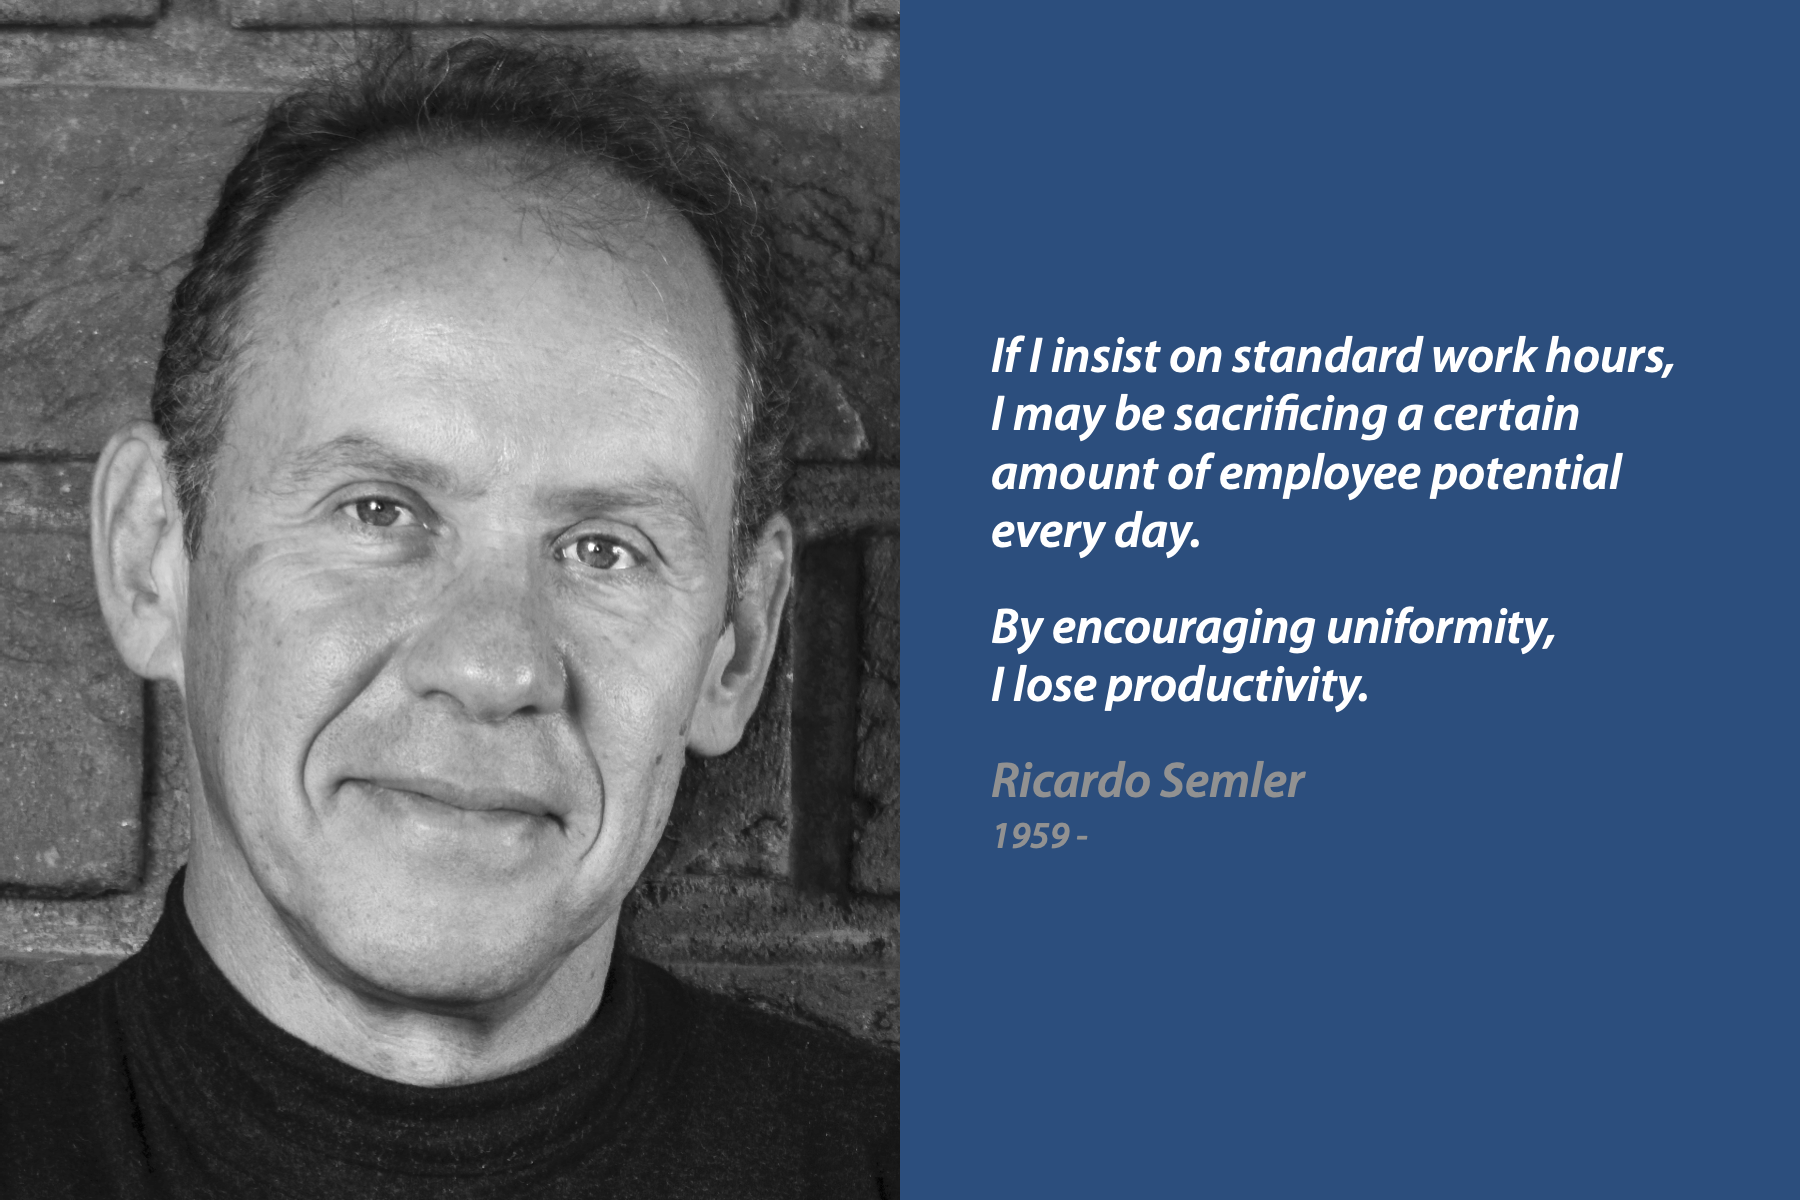 If I insist on standard work hours,
I may be sacrificing a certain
amount of employee potential
every day.
By encouraging uniformity,
I lose productivity.
Ricardo Semler
1959 -